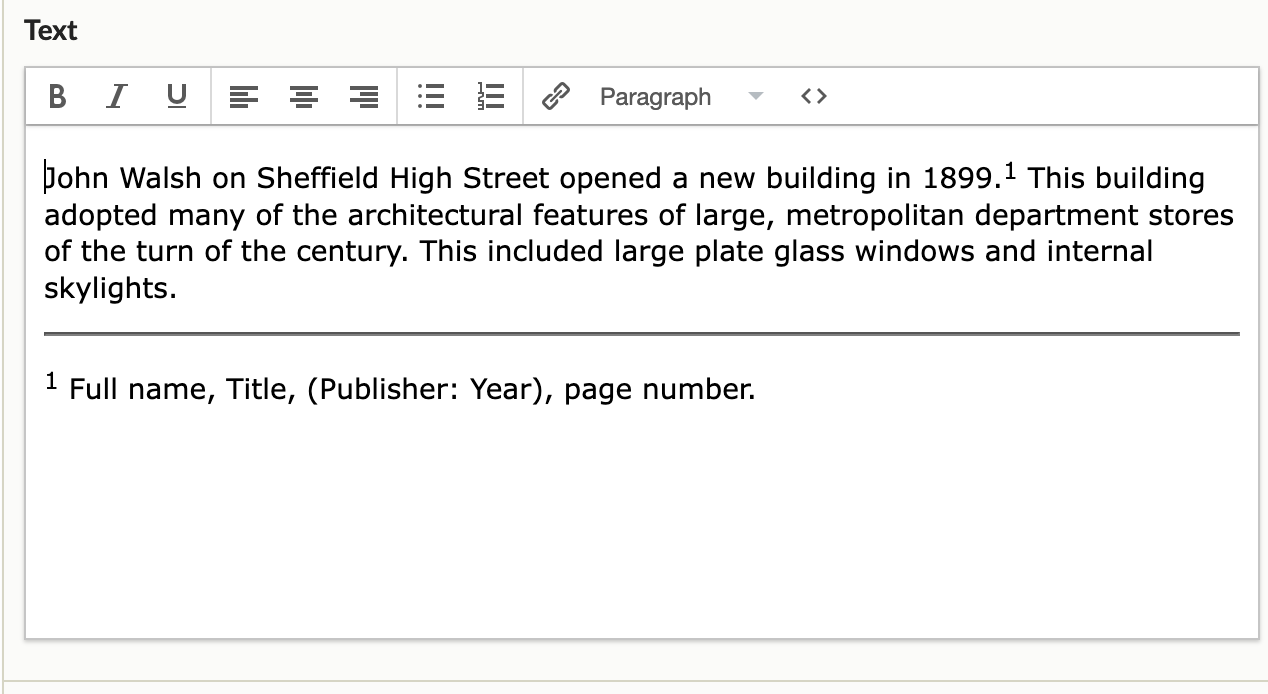 Text
B I U Paragraph <>
John Walsh on Sheffield High Street opened a new building in 1899.¹ This building
adopted many of the architectural features of large, metropolitan department stores
of the turn of the century. This included large plate glass windows and internal
skylights.
¹ Full name, Title, (Publisher: Year), page number.